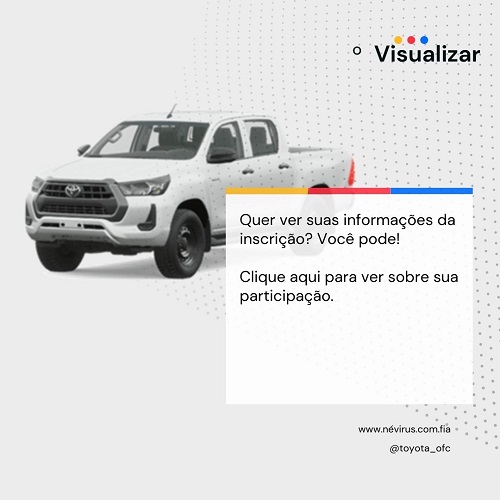 ° Visualizar
Quer ver suas informações da
inscrição? Você pode!
Clique aqui para ver sobre sua
participação.
www.névirus.com.fia
@toyota_ofc